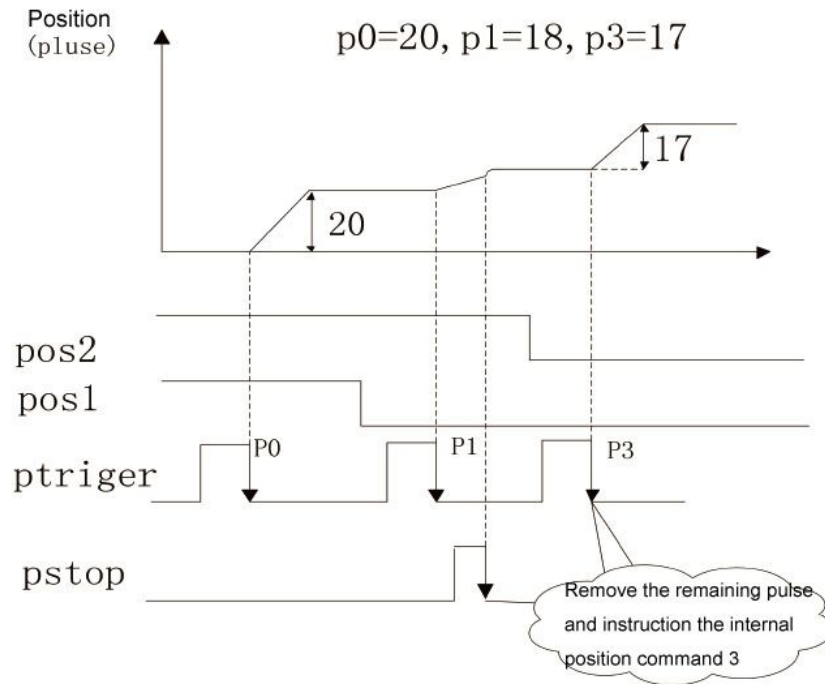 Position
(pluse)
p0=20, p1=18, p3=17
17
20
pos2
pos1
P0
P1
P3
ptriger
pstop
Remove the remaining pulse
and instruction the internal
position command 3